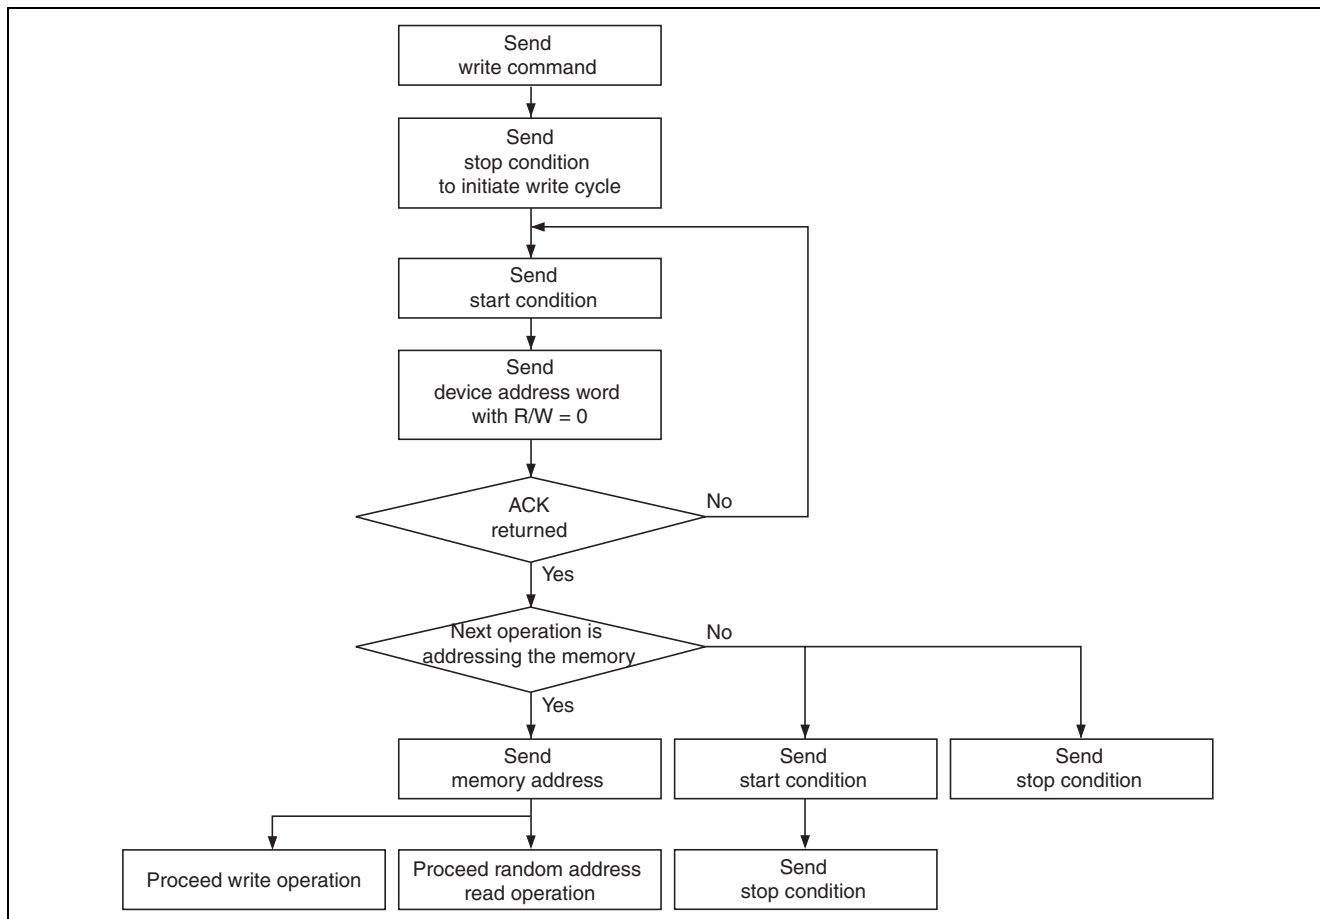 Send
write command
Send
stop condition
to initiate write cycle
Send
start condition
Send
device address word
with R/W = 0
ACK
returned
No
Yes
Next operation is
addressing the memory
No
Yes
Send
memory address
Send
start condition
Send
stop condition
Proceed write operation
Proceed random address
read operation
Send
stop condition